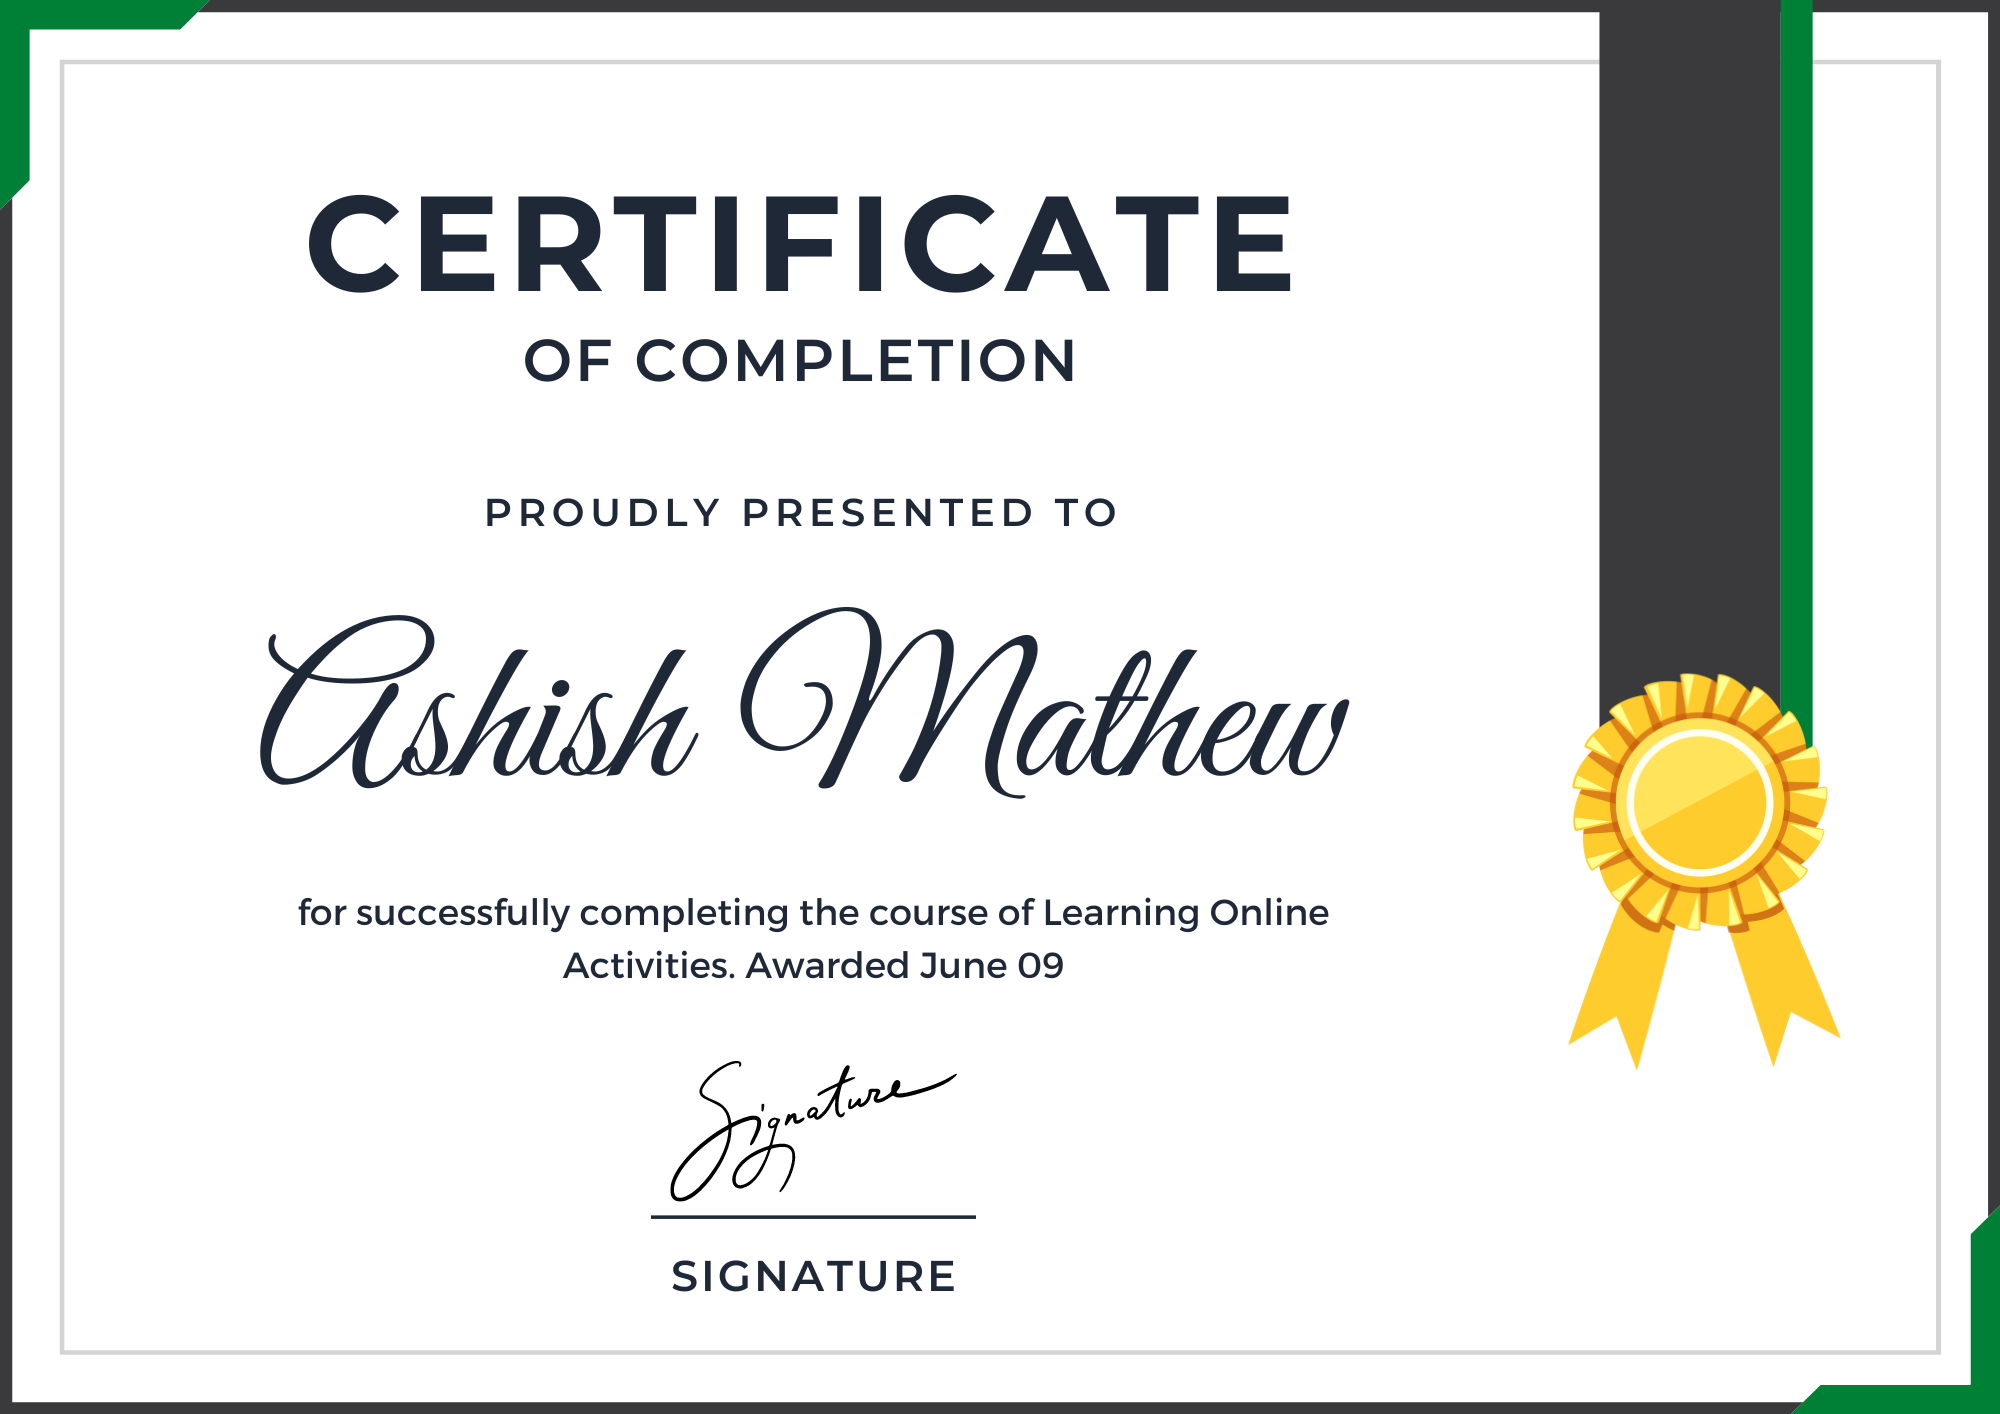 CERTIFICATE
OF COMPLETION
PROUDLY PRESENTED TO
Ashish Mathew
for successfully completing the course of Learning Online
Activities. Awarded June 09
Signature
SIGNATURE